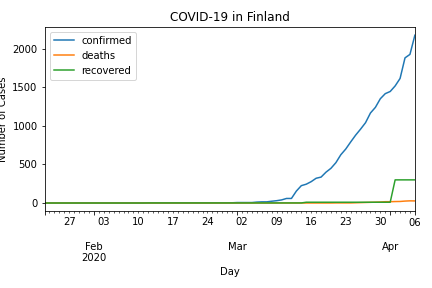 COVID-19 in Finland
confirmed
deaths
recovered
2000
1500
1000
500
0
Number of Cases
27 03 10 17 24 02 09 16 23 30 06
Feb Mar Apr
2020
Day